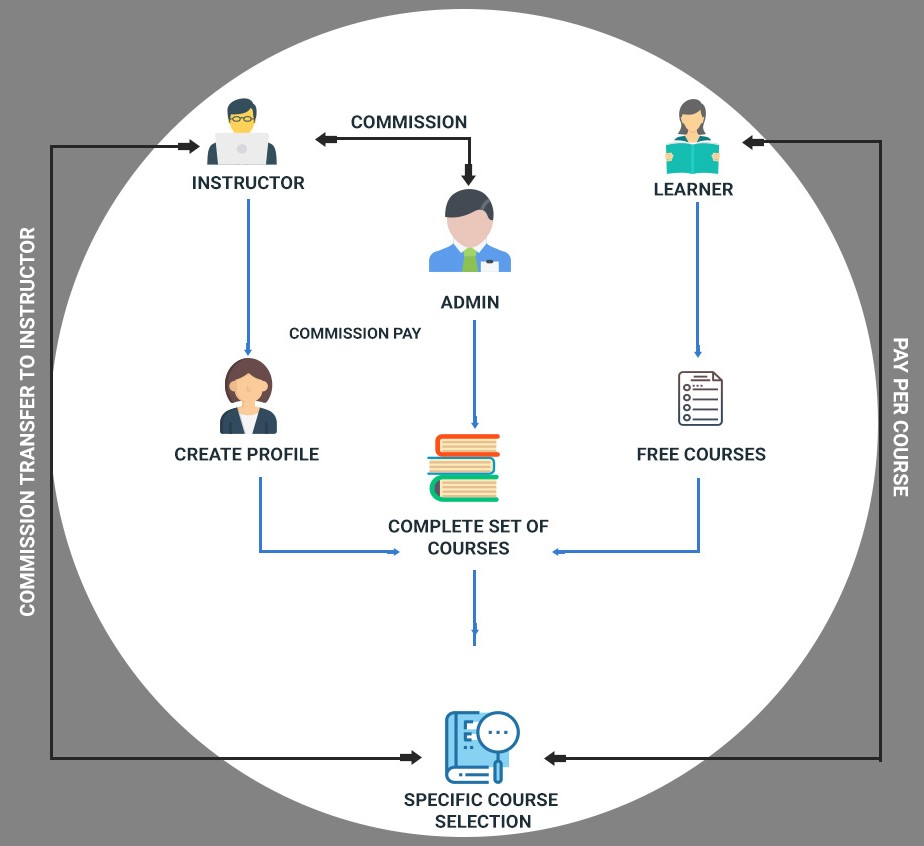 COMMISSION
INSTRUCTOR
LEARNER
ADMIN
COMMISSION PAY
CREATE PROFILE
FREE COURSES
COMPLETE SET OF
COURSES
SPECIFIC COURSE
SELECTION
COMMISSION TRANSFER TO INSTRUCTOR
PAY PER COURSE